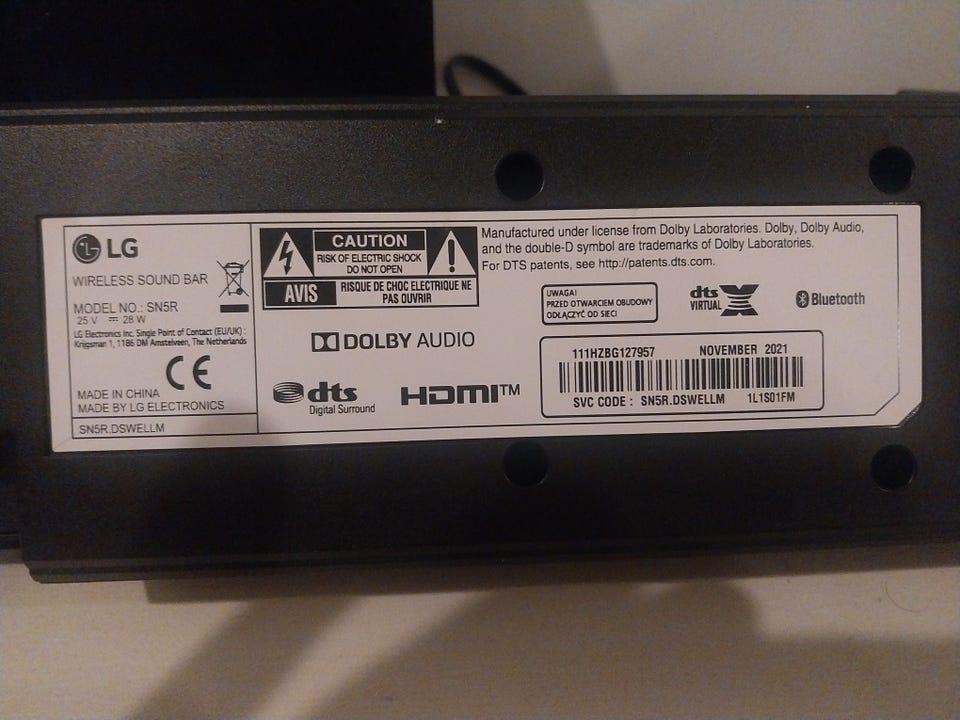 LG
WIRELESS SOUND BAR
MODEL NO.: SN5R
25 V ⎓ 28 W
LG Electronics Inc. Single Point of Contact (EU/UK) :
Krijgsman 1, 1186 DM Amstelveen, The Netherlands
CE
MADE IN CHINA
MADE BY LG ELECTRONICS
SN5R.DSWELLM
CAUTION
RISK OF ELECTRIC SHOCK
DO NOT OPEN
AVIS
RISQUE DE CHOC ELECTRIQUE NE
PAS OUVRIR
DOLBY AUDIO
dts
Digital Surround
HDMI™
Manufactured under license from Dolby Laboratories. Dolby, Dolby Audio,
and the double-D symbol are trademarks of Dolby Laboratories.
For DTS patents, see http://patents.dts.com.
UWAGA!
PRZED OTWARCIEM OBUDOWY
ODŁĄCZYĆ OD SIECI
dts
VIRTUAL X
Bluetooth
111HZBG127957 NOVEMBER 2021
SVC CODE : SN5R.DSWELLM 1L1S01FM